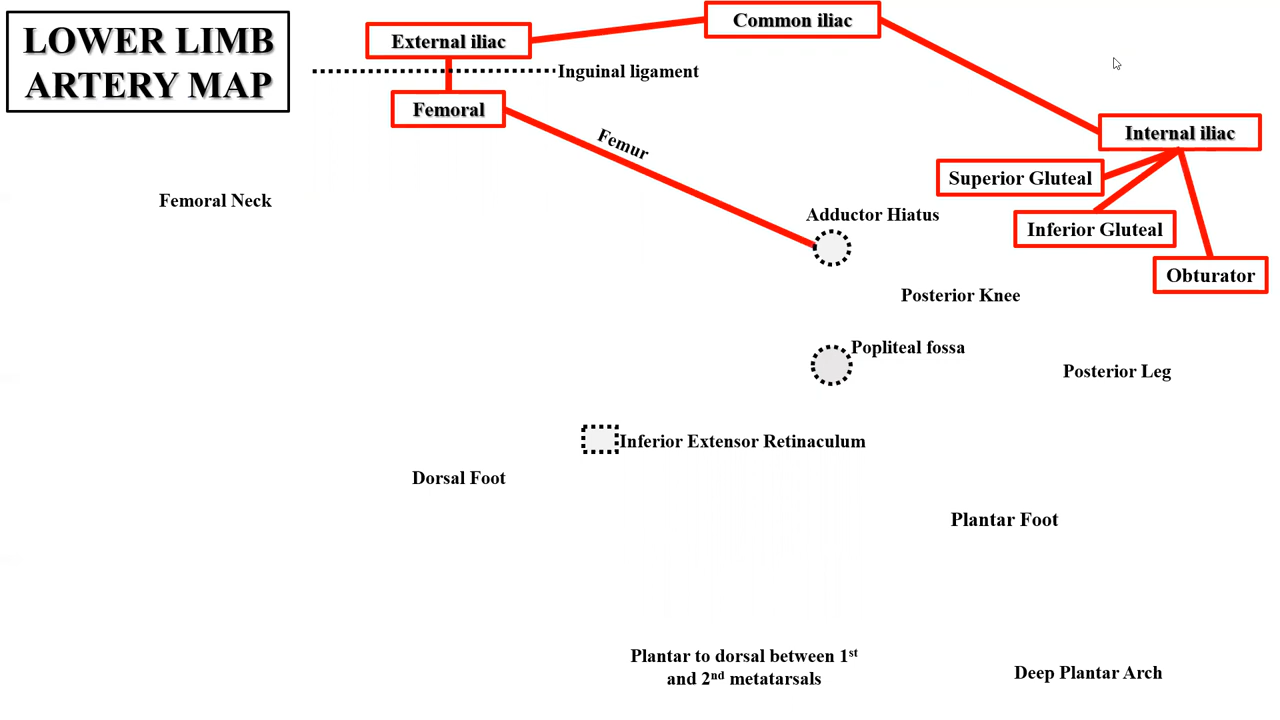 LOWER LIMB
ARTERY MAP
External iliac
Common iliac
Inguinal ligament
Femoral
Femur
Internal iliac
Superior Gluteal
Femoral Neck
Adductor Hiatus
Inferior Gluteal
Obturator
Posterior Knee
Popliteal fossa
Posterior Leg
Inferior Extensor Retinaculum
Dorsal Foot
Plantar Foot
Plantar to dorsal between 1st
and 2nd metatarsals
Deep Plantar Arch